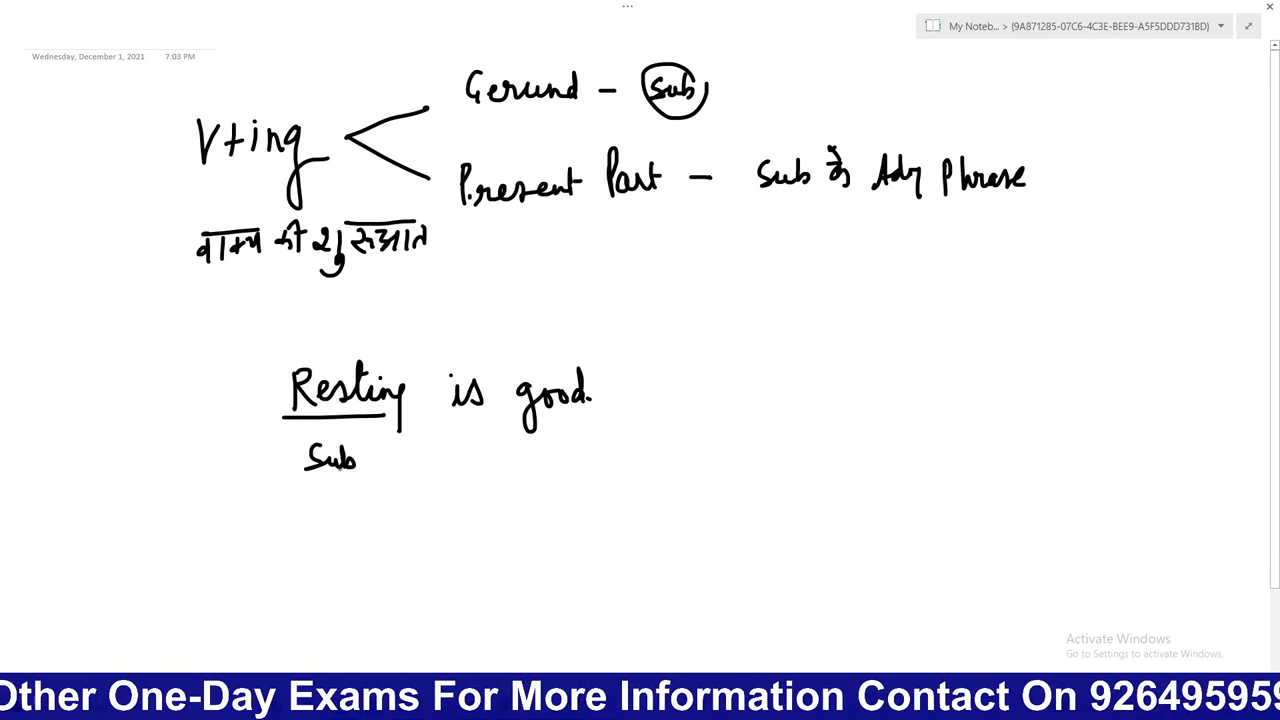 My Noteb... > {9A871285-07C6-4C3E-BEE9-A5F5DDD731BD}
Wednesday, December 1, 2021 7:03 PM
Gerund - Sub
V+ing
Present Part - Sub के Adj Phrase
वाक्य की शुरुआत
Resting is good.
Sub
Activate Windows
Go to Settings to activate Windows.
Other One-Day Exams For More Information Contact On 926495959